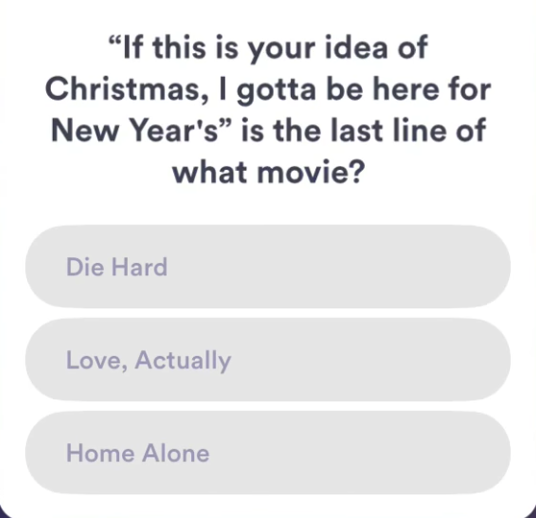 “If this is your idea of
Christmas, I gotta be here for
New Year's” is the last line of
what movie?
Die Hard
Love, Actually
Home Alone